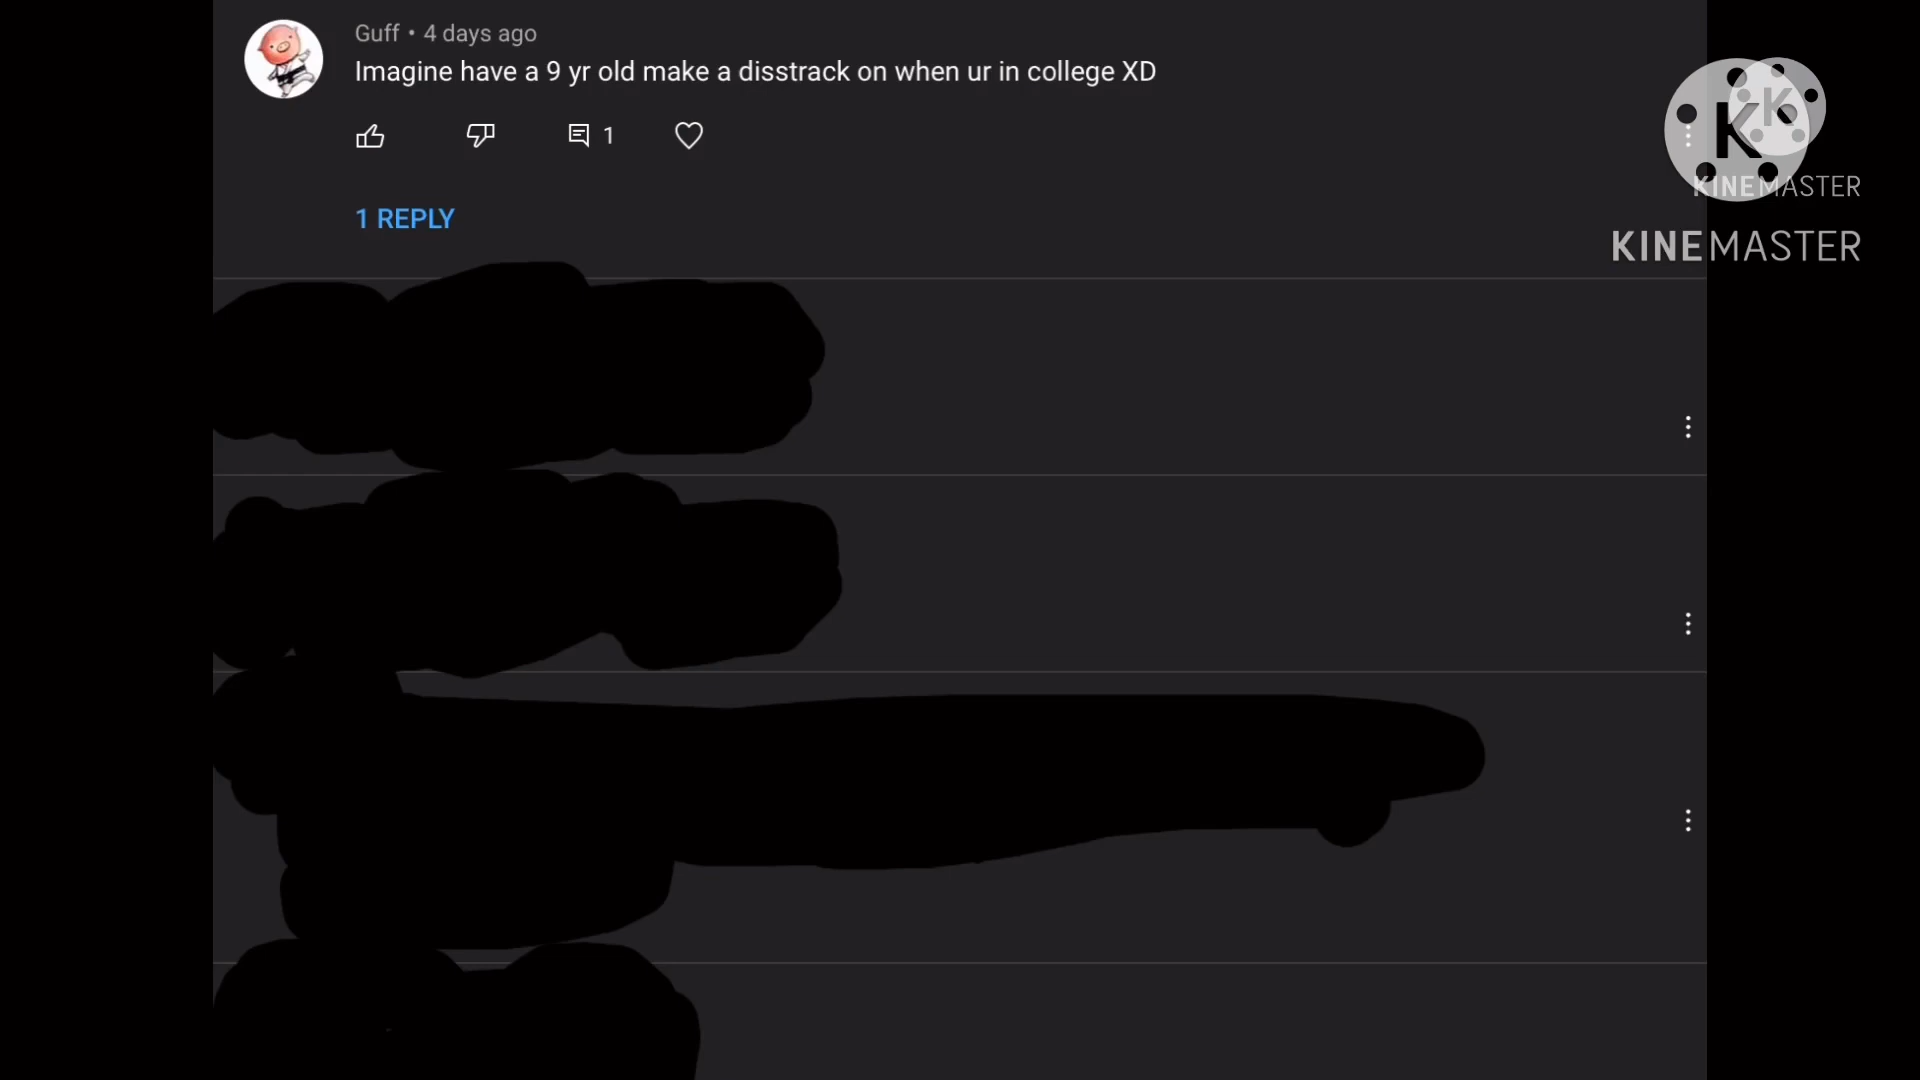 Guff • 4 days ago
Imagine have a 9 yr old make a disstrack on when ur in college XD
1
1 REPLY
K
K
KINEMASTER
KINEMASTER